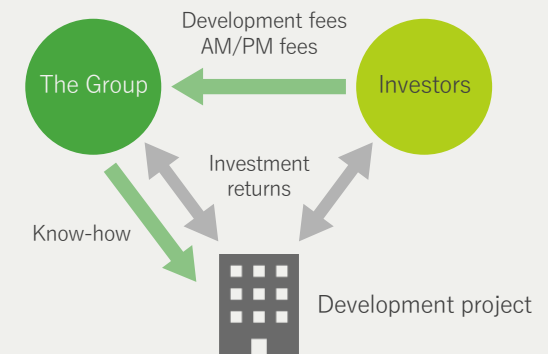 Development fees
AM/PM fees
The Group
Investors
Investment
returns
Know-how
Development project